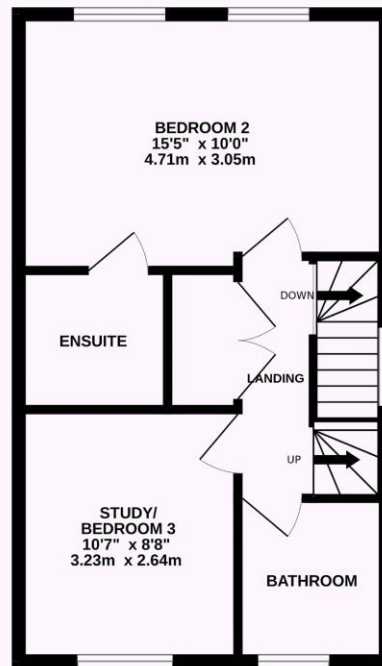 BEDROOM 2
15'5" x 10'0"
4.71m x 3.05m
DOWN
ENSUITE
LANDING
UP
STUDY/
BEDROOM 3
10'7" x 8'8"
3.23m x 2.64m
BATHROOM